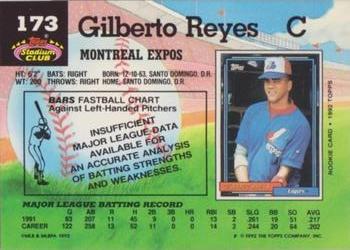 173
Topps
STADIUM CLUB
Gilberto Reyes C
MONTREAL EXPOS
HT: 6'2" BATS: RIGHT BORN: 12-10-63, SANTO DOMINGO, D.R.
WT: 200 THROWS: RIGHT HOME: SANTO DOMINGO, D.R.
BARS FASTBALL CHART
Against Left-Handed Pitchers
INSUFFICIENT
MAJOR LEAGUE DATA
AVAILABLE FOR
AN ACCURATE ANALYSIS
OF BATTING STRENGTHS
AND WEAKNESSES.
ROOKIE CARD • 1992 TOPPS
Expos
MAJOR LEAGUE BATTING RECORD
G AB R H 2B 3B HR RBI SB SLG BB SO AVG
1991 83 207 11 45 9 0 0 13 2 .261 19 51 .217
CAREER 122 258 13 52 11 0 0 14 2 .244 20 64 .202
© 1992 THE TOPPS COMPANY, INC.